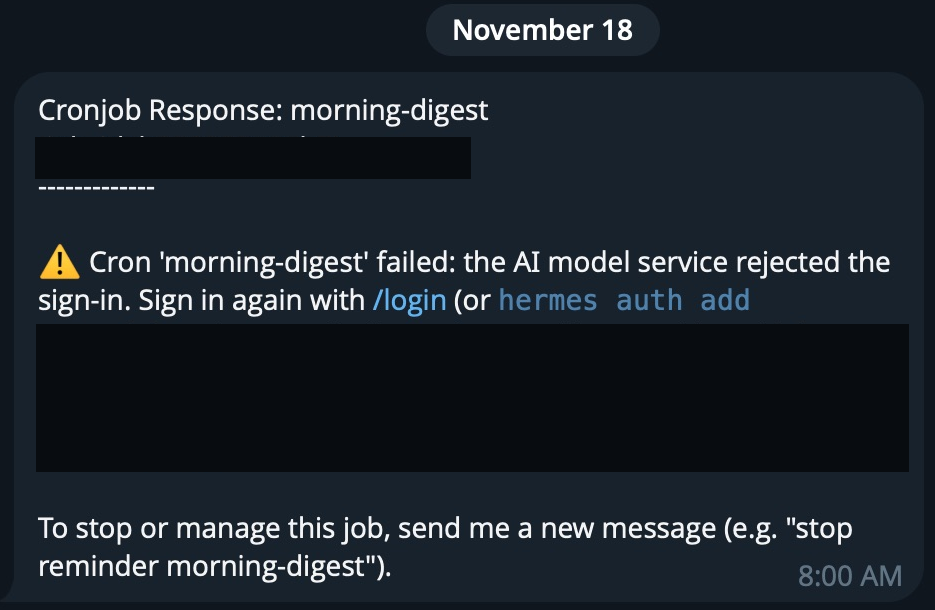 November 18
Cronjob Response: morning-digest
-------------
⚠️ Cron 'morning-digest' failed: the AI model service rejected the
sign-in. Sign in again with /login (or hermes auth add
To stop or manage this job, send me a new message (e.g. "stop
reminder morning-digest").
8:00 AM